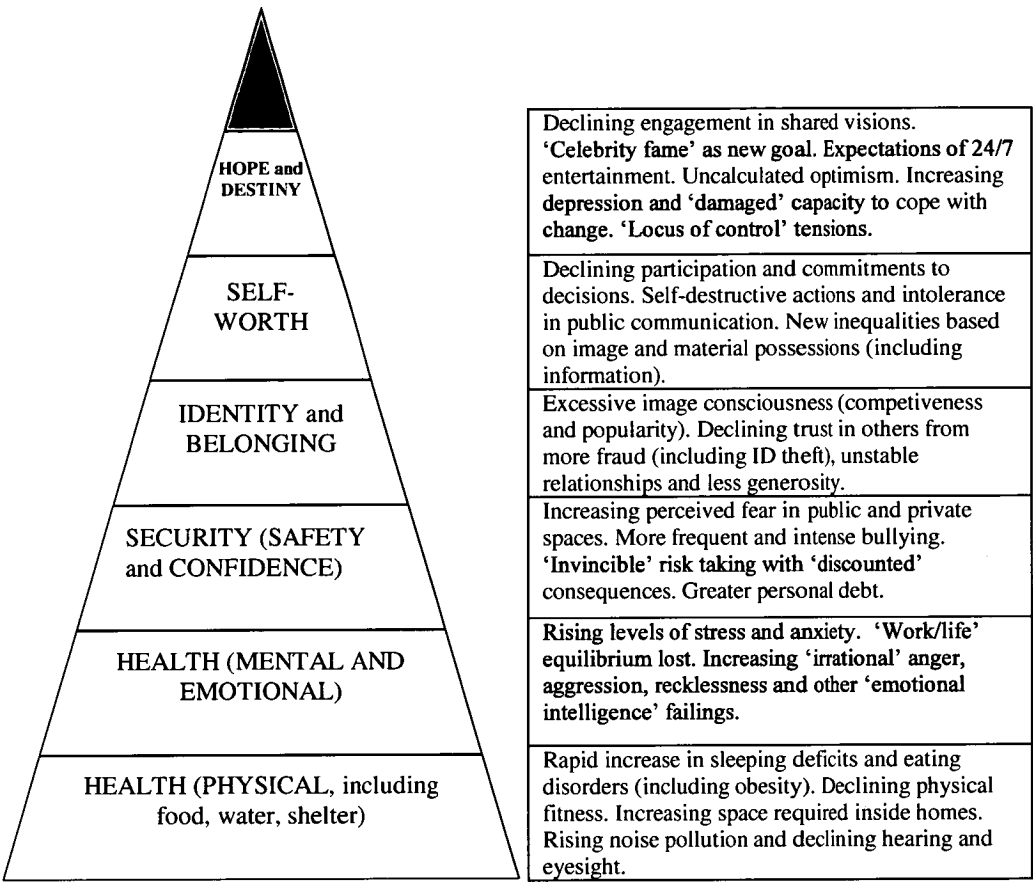 HOPE and
DESTINY
Declining engagement in shared visions.
‘Celebrity fame’ as new goal. Expectations of 24/7
entertainment. Uncalculated optimism. Increasing
depression and ‘damaged’ capacity to cope with
change. ‘Locus of control’ tensions.
SELF-
WORTH
Declining participation and commitments to
decisions. Self-destructive actions and intolerance
in public communication. New inequalities based
on image and material possessions (including
information).
IDENTITY and
BELONGING
Excessive image consciousness (competiveness
and popularity). Declining trust in others from
more fraud (including ID theft), unstable
relationships and less generosity.
SECURITY (SAFETY
and CONFIDENCE)
Increasing perceived fear in public and private
spaces. More frequent and intense bullying.
‘Invincible’ risk taking with ‘discounted’
consequences. Greater personal debt.
HEALTH (MENTAL AND
EMOTIONAL)
Rising levels of stress and anxiety. ‘Work/life’
equilibrium lost. Increasing ‘irrational’ anger,
aggression, recklessness and other ‘emotional
intelligence’ failings.
HEALTH (PHYSICAL, including
food, water, shelter)
Rapid increase in sleeping deficits and eating
disorders (including obesity). Declining physical
fitness. Increasing space required inside homes.
Rising noise pollution and declining hearing and
eyesight.